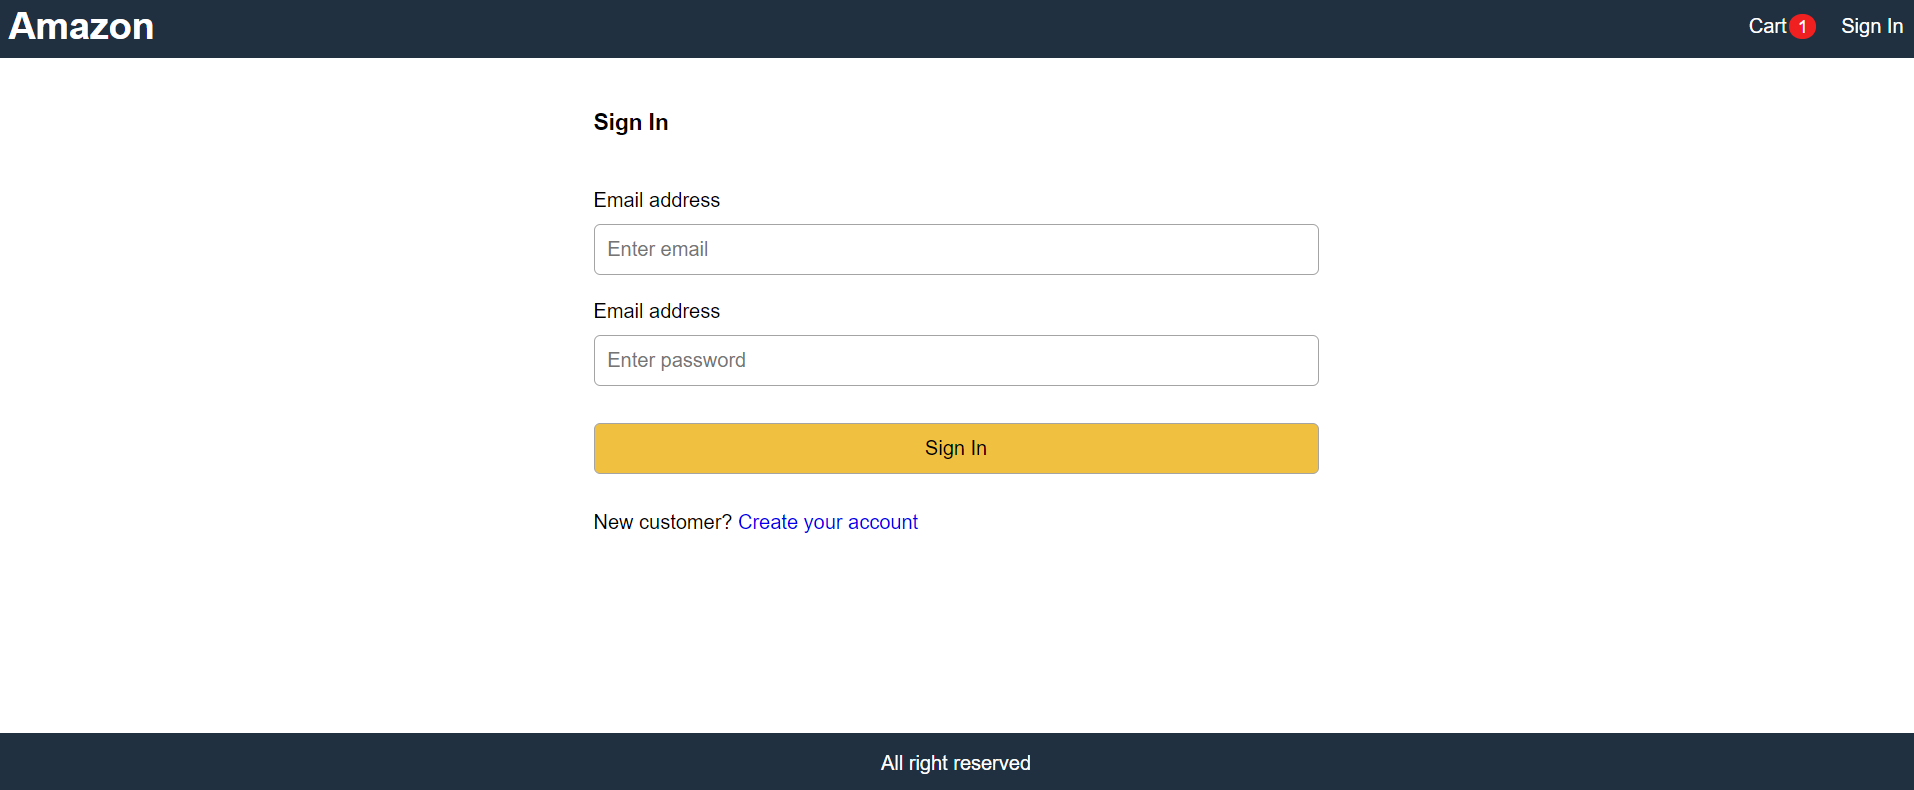 Amazon
Cart 1 Sign In
Sign In
Email address
Enter email
Email address
Enter password
Sign In
New customer? Create your account
All right reserved